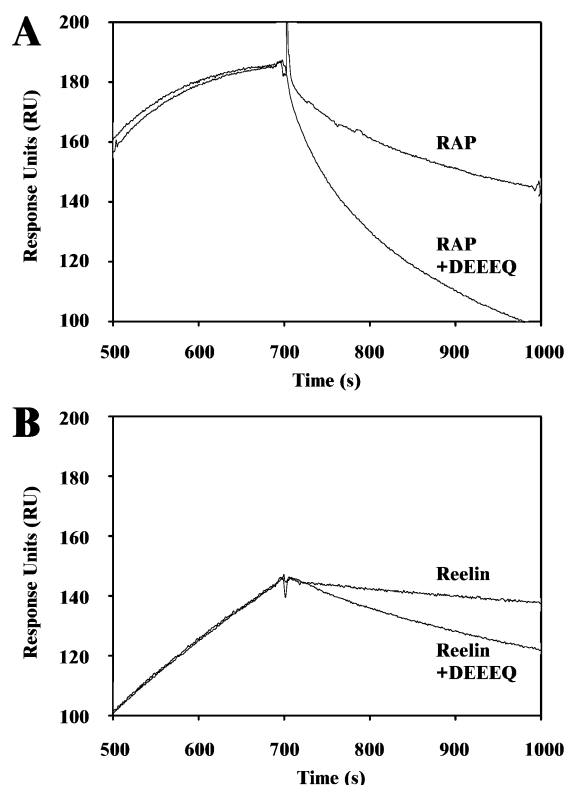 A
200
180
160
140
120
100
Response Units (RU)
RAP
RAP
+DEEEQ
500 600 700 800 900 1000
Time (s)
B
200
180
160
140
120
100
Response Units (RU)
Reelin
Reelin
+DEEEQ
500 600 700 800 900 1000
Time (s)